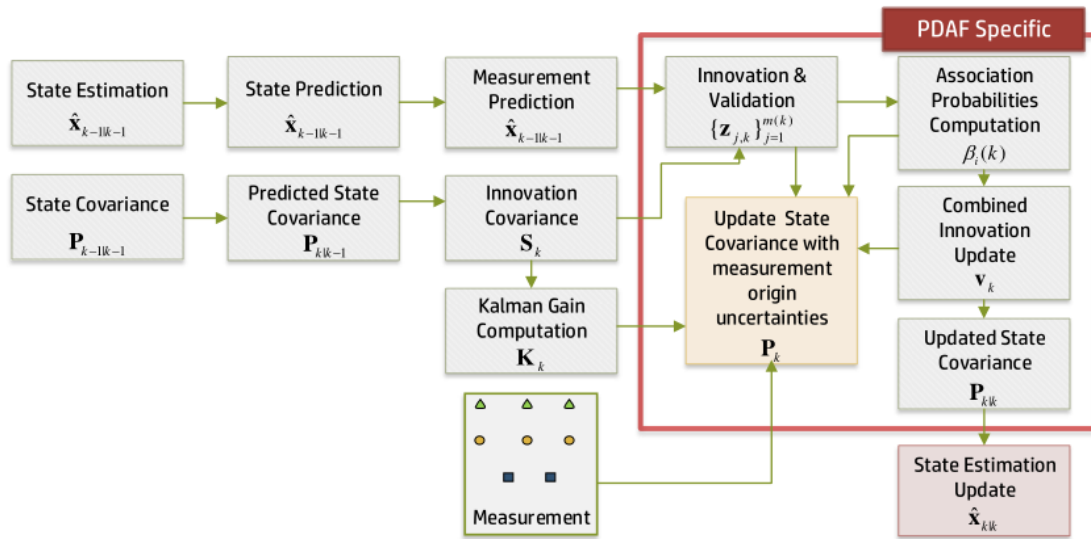 PDAF Specific
State Estimation
x̂ₖ₋₁|ₖ₋₁
State Prediction
x̂ₖ₋₁|ₖ₋₁
Measurement
Prediction
x̂ₖ₋₁|ₖ₋₁
Innovation &
Validation
{z_{j,k}}_{j=1}^{m(k)}
Association
Probabilities
Computation
βᵢ(k)
State Covariance
Pₖ₋₁|ₖ₋₁
Predicted State
Covariance
Pₖ|ₖ₋₁
Innovation
Covariance
Sₖ
Update State
Covariance with
measurement
origin
uncertainties
Pₖ
Combined
Innovation
Update
vₖ
Kalman Gain
Computation
Kₖ
Updated State
Covariance
Pₖ|ₖ
Measurement
State Estimation
Update
x̂ₖ|ₖ